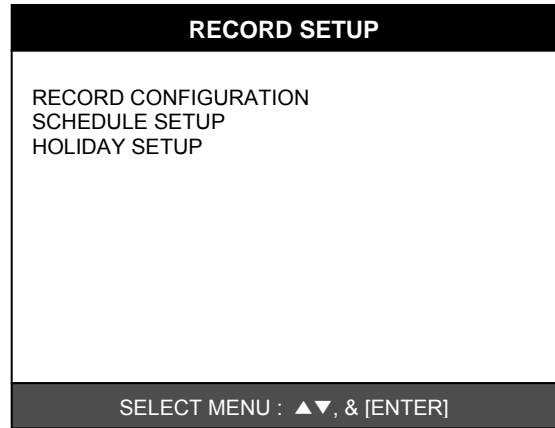 RECORD SETUP
RECORD CONFIGURATION
SCHEDULE SETUP
HOLIDAY SETUP
SELECT MENU : ▲▼, & [ENTER]